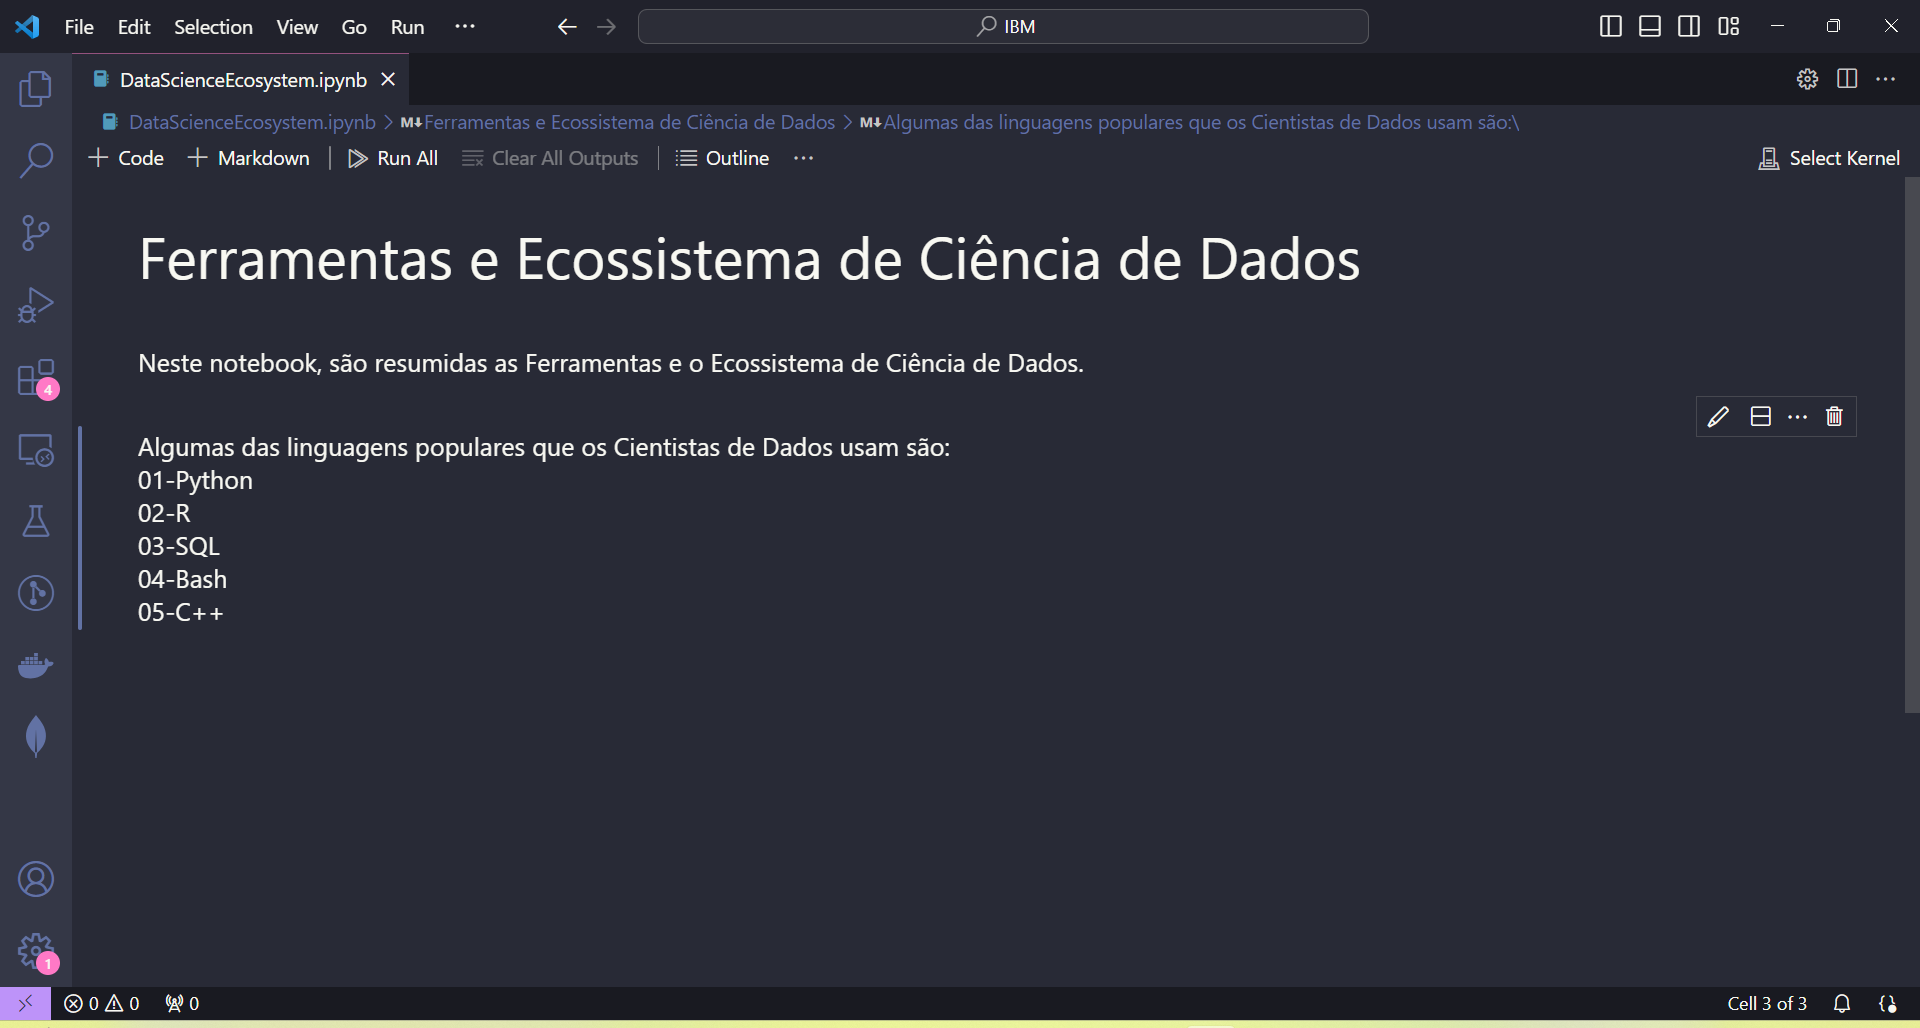 File Edit Selection View Go Run ··· IBM
DataScienceEcosystem.ipynb
DataScienceEcosystem.ipynb > M↓Ferramentas e Ecossistema de Ciência de Dados > M↓Algumas das linguagens populares que os Cientistas de Dados usam são:\
+ Code + Markdown | Run All Clear All Outputs | Outline ··· Select Kernel
Ferramentas e Ecossistema de Ciência de Dados
Neste notebook, são resumidas as Ferramentas e o Ecossistema de Ciência de Dados.
Algumas das linguagens populares que os Cientistas de Dados usam são:
01-Python
02-R
03-SQL
04-Bash
05-C++
4
1
0 0 0 Cell 3 of 3